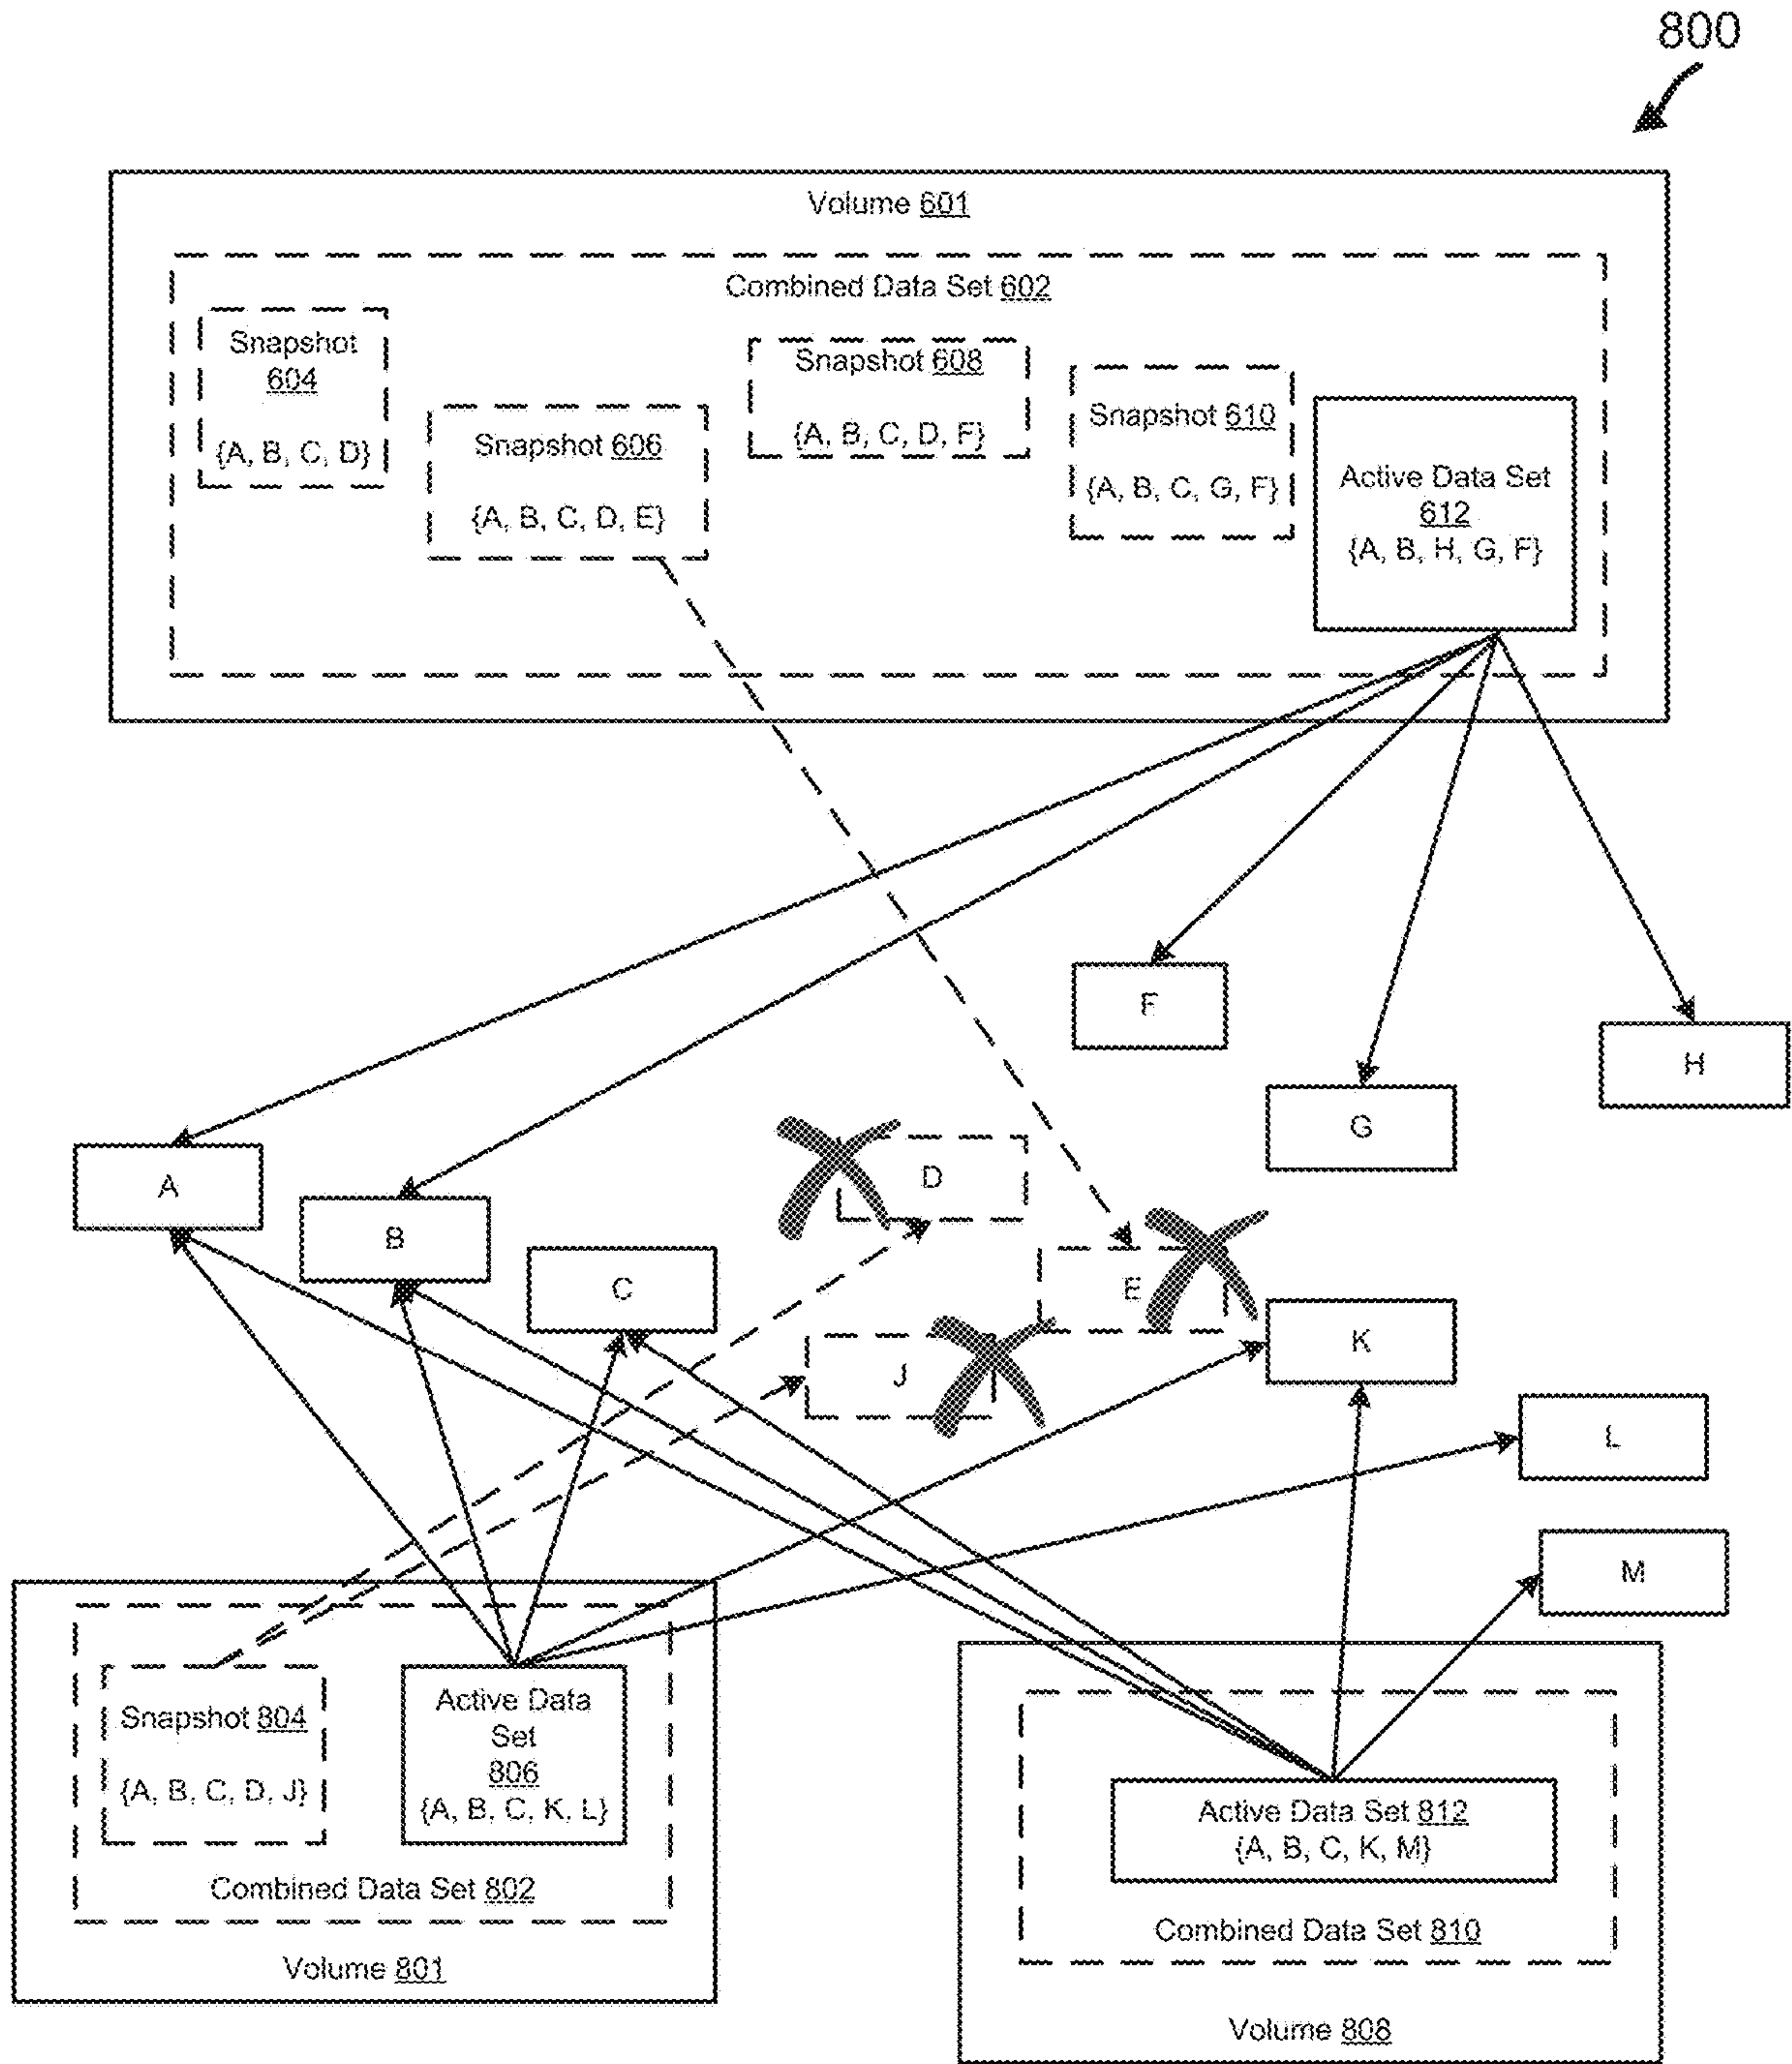 800
Volume 601
Combined Data Set 602
Snapshot
604
{A, B, C, D}
Snapshot 606
{A, B, C, D, E}
Snapshot 608
{A, B, C, D, F}
Snapshot 610
{A, B, C, G, F}
Active Data Set
612
{A, B, H, G, F}
F
H
G
A
D
B
C
E
K
J
L
M
Snapshot 804
{A, B, C, D, J}
Active Data
Set
806
{A, B, C, K, L}
Combined Data Set 802
Volume 801
Active Data Set 812
{A, B, C, K, M}
Combined Data Set 810
Volume 808